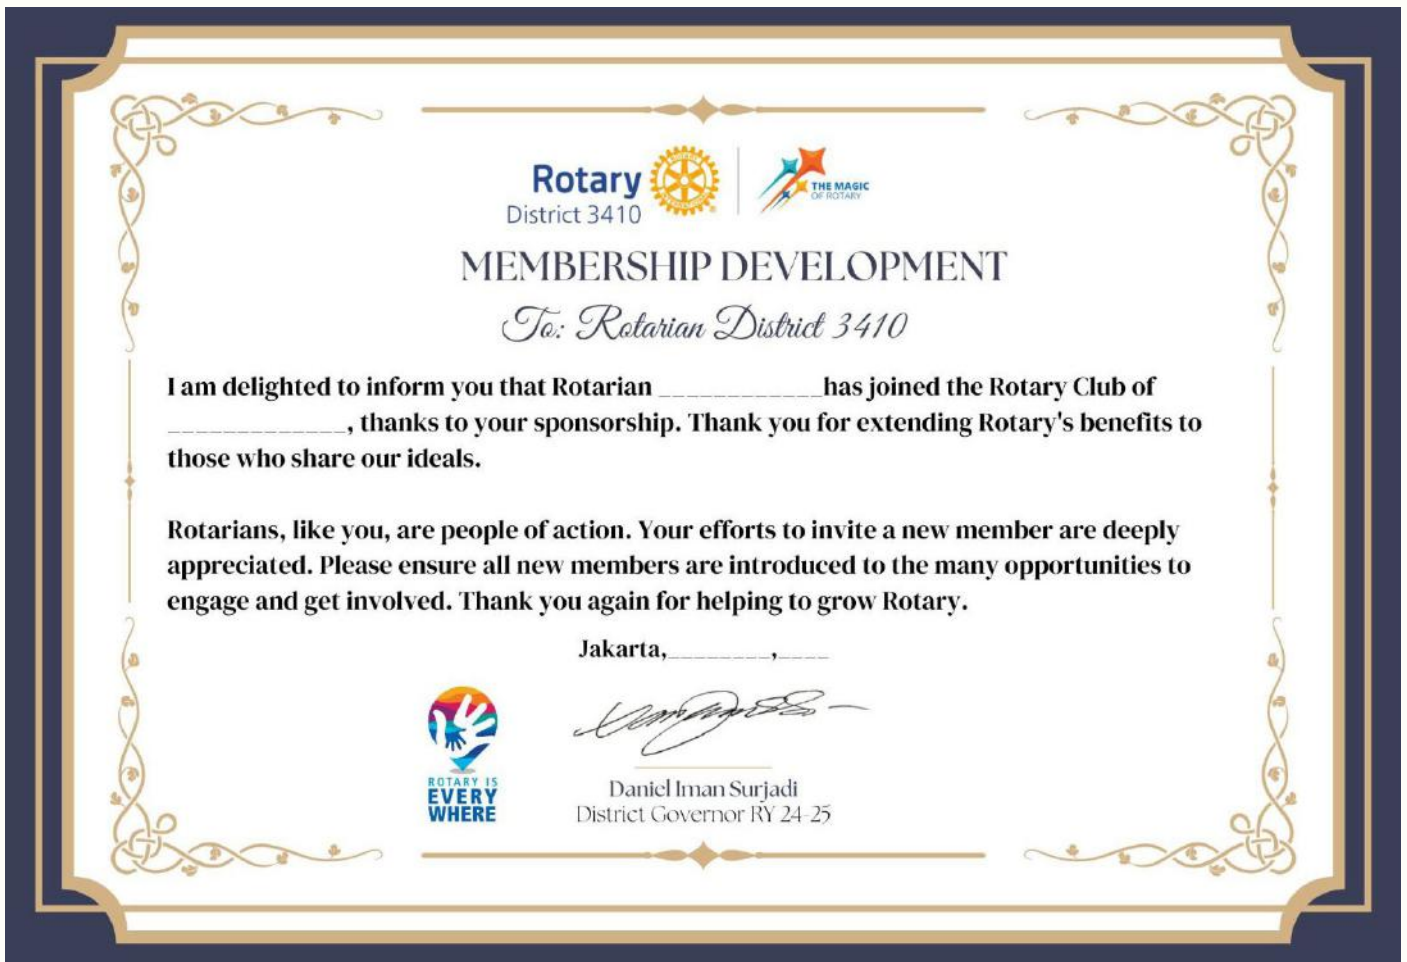 Rotary
District 3410
THE MAGIC
OF ROTARY
MEMBERSHIP DEVELOPMENT
To: Rotarian District 3410
I am delighted to inform you that Rotarian ____________has joined the Rotary Club of
_____________, thanks to your sponsorship. Thank you for extending Rotary's benefits to
those who share our ideals.
Rotarians, like you, are people of action. Your efforts to invite a new member are deeply
appreciated. Please ensure all new members are introduced to the many opportunities to
engage and get involved. Thank you again for helping to grow Rotary.
Jakarta,________,____
ROTARY IS
EVERY
WHERE
Daniel Iman Surjadi
District Governor RY 24-25